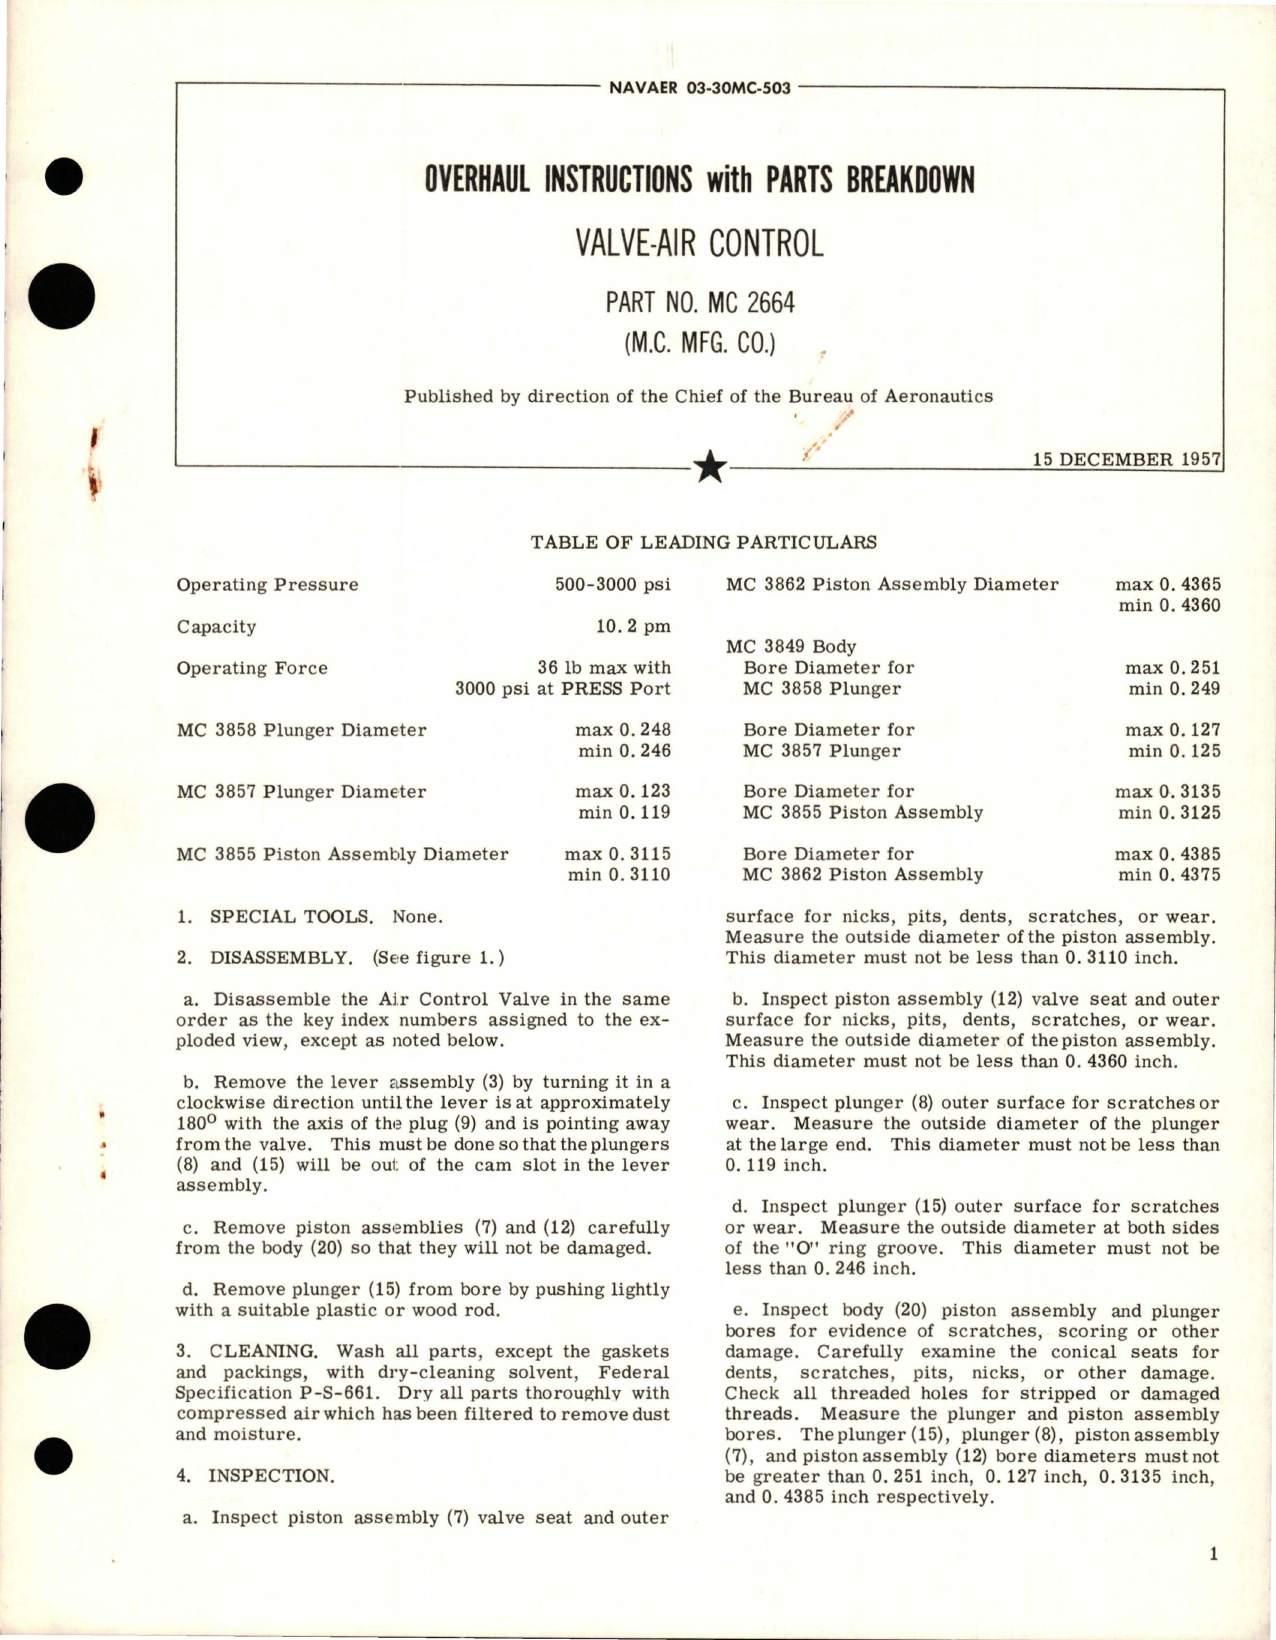 NAVAER 03-30MC-503
OVERHAUL INSTRUCTIONS with PARTS BREAKDOWN
VALVE-AIR CONTROL
PART NO. MC 2664
(M.C. MFG. CO.)
Published by direction of the Chief of the Bureau of Aeronautics
15 DECEMBER 1957
TABLE OF LEADING PARTICULARS
Operating Pressure 500-3000 psi
Capacity 10.2 pm
Operating Force 36 lb max with
3000 psi at PRESS Port
MC 3858 Plunger Diameter max 0.248
min 0.246
MC 3857 Plunger Diameter max 0.123
min 0.119
MC 3855 Piston Assembly Diameter max 0.3115
min 0.3110
MC 3862 Piston Assembly Diameter max 0.4365
min 0.4360
MC 3849 Body
Bore Diameter for max 0.251
MC 3858 Plunger min 0.249
Bore Diameter for max 0.127
MC 3857 Plunger min 0.125
Bore Diameter for max 0.3135
MC 3855 Piston Assembly min 0.3125
Bore Diameter for max 0.4385
MC 3862 Piston Assembly min 0.4375
1. SPECIAL TOOLS. None.
2. DISASSEMBLY. (See figure 1.)
a. Disassemble the Air Control Valve in the same
order as the key index numbers assigned to the ex-
ploded view, except as noted below.
b. Remove the lever assembly (3) by turning it in a
clockwise direction until the lever is at approximately
180° with the axis of the plug (9) and is pointing away
from the valve. This must be done so that the plungers
(8) and (15) will be out of the cam slot in the lever
assembly.
c. Remove piston assemblies (7) and (12) carefully
from the body (20) so that they will not be damaged.
d. Remove plunger (15) from bore by pushing lightly
with a suitable plastic or wood rod.
3. CLEANING. Wash all parts, except the gaskets
and packings, with dry-cleaning solvent, Federal
Specification P-S-661. Dry all parts thoroughly with
compressed air which has been filtered to remove dust
and moisture.
4. INSPECTION.
a. Inspect piston assembly (7) valve seat and outer
surface for nicks, pits, dents, scratches, or wear.
Measure the outside diameter of the piston assembly.
This diameter must not be less than 0.3110 inch.
b. Inspect piston assembly (12) valve seat and outer
surface for nicks, pits, dents, scratches, or wear.
Measure the outside diameter of the piston assembly.
This diameter must not be less than 0.4360 inch.
c. Inspect plunger (8) outer surface for scratches or
wear. Measure the outside diameter of the plunger
at the large end. This diameter must not be less than
0.119 inch.
d. Inspect plunger (15) outer surface for scratches
or wear. Measure the outside diameter at both sides
of the "O" ring groove. This diameter must not be
less than 0.246 inch.
e. Inspect body (20) piston assembly and plunger
bores for evidence of scratches, scoring or other
damage. Carefully examine the conical seats for
dents, scratches, pits, nicks, or other damage.
Check all threaded holes for stripped or damaged
threads. Measure the plunger and piston assembly
bores. The plunger (15), plunger (8), piston assembly
(7), and piston assembly (12) bore diameters must not
be greater than 0.251 inch, 0.127 inch, 0.3135 inch,
and 0.4385 inch respectively.
1